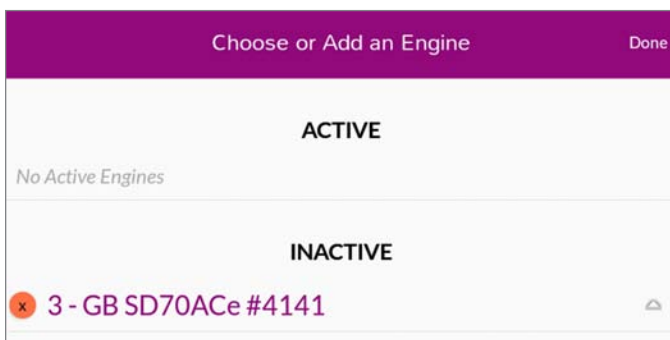 Choose or Add an Engine Done
ACTIVE
No Active Engines
INACTIVE
x 3 - GB SD70ACe #4141